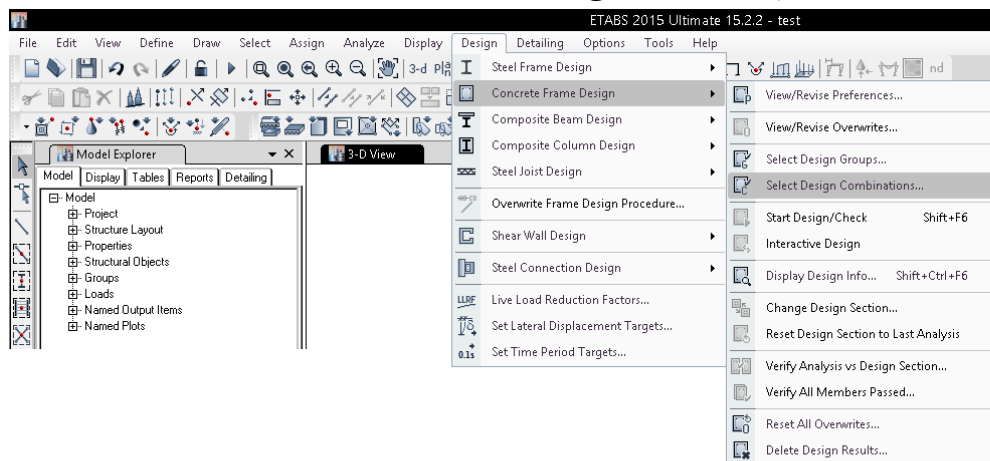 ETABS 2015 Ultimate 15.2.2 - test
File Edit View Define Draw Select Assign Analyze Display Design Detailing Options Tools Help
3-d
nd
Model Explorer
3-D View
Model Display Tables Reports Detailing
Model
Project
Structure Layout
Properties
Structural Objects
Groups
Loads
Named Output Items
Named Plots
Steel Frame Design
Concrete Frame Design
Composite Beam Design
Composite Column Design
Steel Joist Design
Overwrite Frame Design Procedure...
Shear Wall Design
Steel Connection Design
LLRF Live Load Reduction Factors...
Set Lateral Displacement Targets...
0.1s Set Time Period Targets...
View/Revise Preferences...
View/Revise Overwrites...
Select Design Groups...
Select Design Combinations...
Start Design/Check Shift+F6
Interactive Design
Display Design Info... Shift+Ctrl+F6
Change Design Section...
Reset Design Section to Last Analysis
Verify Analysis vs Design Section...
Verify All Members Passed...
Reset All Overwrites...
Delete Design Results...